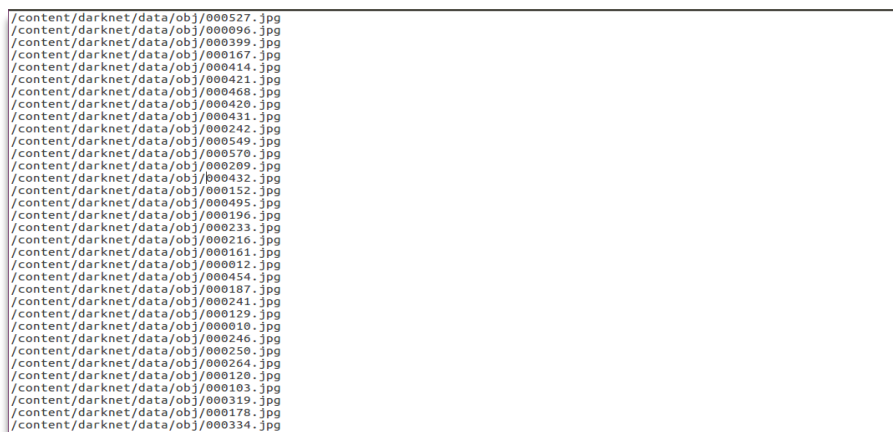 /content/darknet/data/obj/000527.jpg
/content/darknet/data/obj/000096.jpg
/content/darknet/data/obj/000399.jpg
/content/darknet/data/obj/000167.jpg
/content/darknet/data/obj/000414.jpg
/content/darknet/data/obj/000421.jpg
/content/darknet/data/obj/000468.jpg
/content/darknet/data/obj/000420.jpg
/content/darknet/data/obj/000431.jpg
/content/darknet/data/obj/000242.jpg
/content/darknet/data/obj/000549.jpg
/content/darknet/data/obj/000570.jpg
/content/darknet/data/obj/000209.jpg
/content/darknet/data/obj/000432.jpg
/content/darknet/data/obj/000152.jpg
/content/darknet/data/obj/000495.jpg
/content/darknet/data/obj/000196.jpg
/content/darknet/data/obj/000233.jpg
/content/darknet/data/obj/000216.jpg
/content/darknet/data/obj/000161.jpg
/content/darknet/data/obj/000012.jpg
/content/darknet/data/obj/000454.jpg
/content/darknet/data/obj/000187.jpg
/content/darknet/data/obj/000241.jpg
/content/darknet/data/obj/000129.jpg
/content/darknet/data/obj/000010.jpg
/content/darknet/data/obj/000246.jpg
/content/darknet/data/obj/000250.jpg
/content/darknet/data/obj/000264.jpg
/content/darknet/data/obj/000120.jpg
/content/darknet/data/obj/000103.jpg
/content/darknet/data/obj/000319.jpg
/content/darknet/data/obj/000178.jpg
/content/darknet/data/obj/000334.jpg